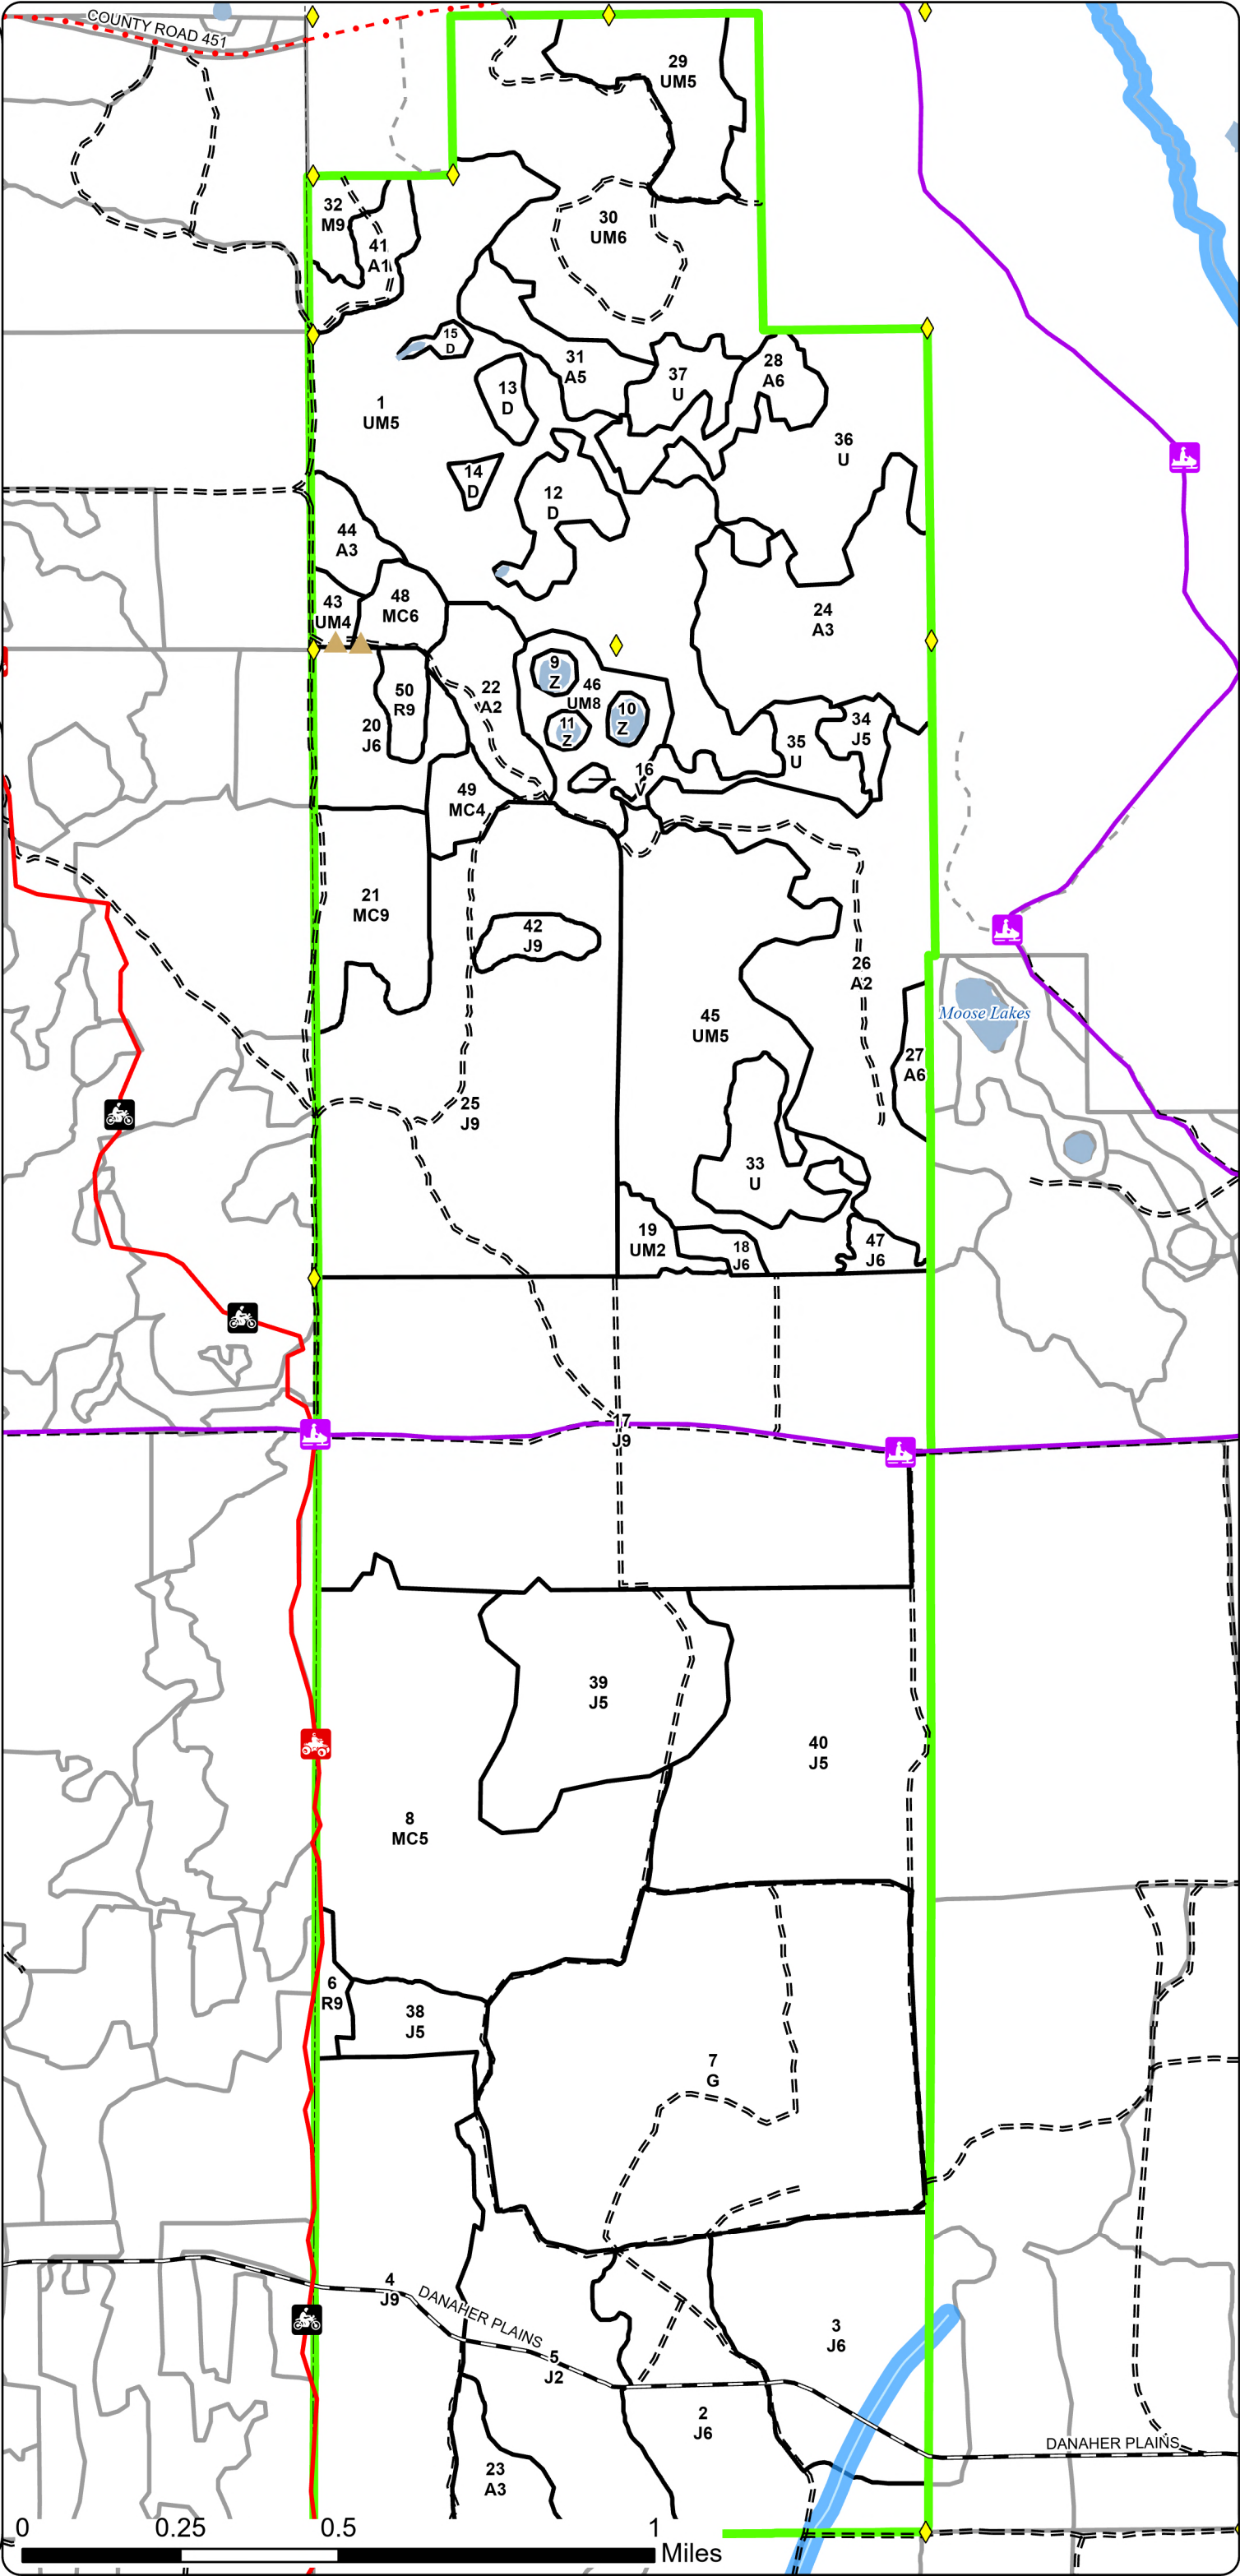 COUNTY ROAD 451
29
UM5
32
M9
41
A1
30
UM6
15
D
31
A5
37
U
28
A6
13
D
1
UM5
36
U
14
D
12
D
44
A3
43
UM4
48
MC6
24
A3
9
Z
46
UM8
22
A2
50
R9
10
Z
11
Z
20
J6
34
J5
35
U
16
V
49
MC4
21
MC9
42
J9
26
A2
45
UM5
Moose Lakes
27
A6
25
J9
33
U
19
UM2
18
J6
47
J6
17
J9
39
J5
40
J5
8
MC5
6
R9
38
J5
7
G
4
J9
DANAHER PLAINS
3
J6
5
J2
2
J6
DANAHER PLAINS
23
A3
0 0.25 0.5 1
Miles